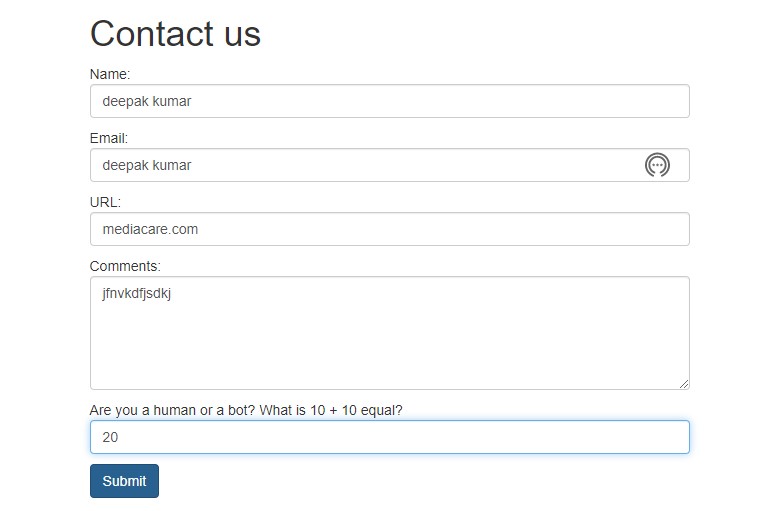 Contact us
Name:
deepak kumar
Email:
deepak kumar
URL:
mediacare.com
Comments:
jfnvkdfjsdkj
Are you a human or a bot? What is 10 + 10 equal?
20
Submit